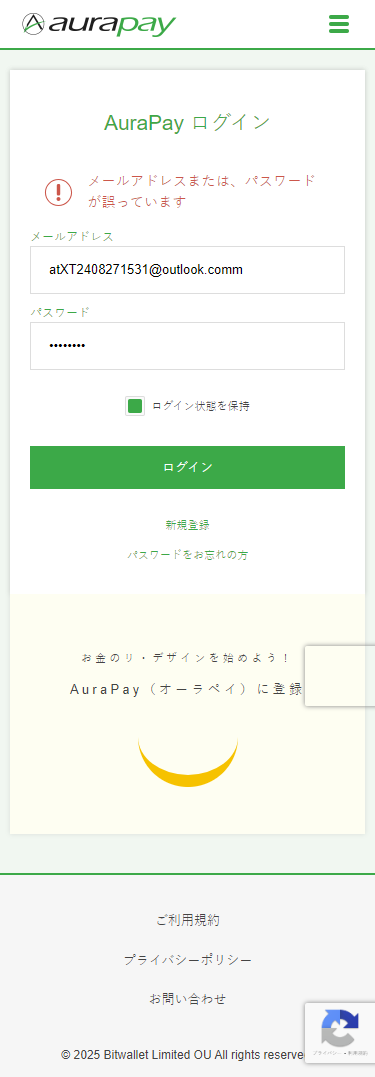 aurapay
AuraPay ログイン
メールアドレスまたは、パスワード
が誤っています
メールアドレス
atXT2408271531@outlook.comm
パスワード
••••••••
ログイン状態を保持
ログイン
新規登録
パスワードをお忘れの方
お金のリ・デザインを始めよう！
AuraPay（オーラペイ）に登録
ご利用規約
プライバシーポリシー
お問い合わせ
© 2025 Bitwallet Limited OU All rights reserve
プライバシー • 利用規約